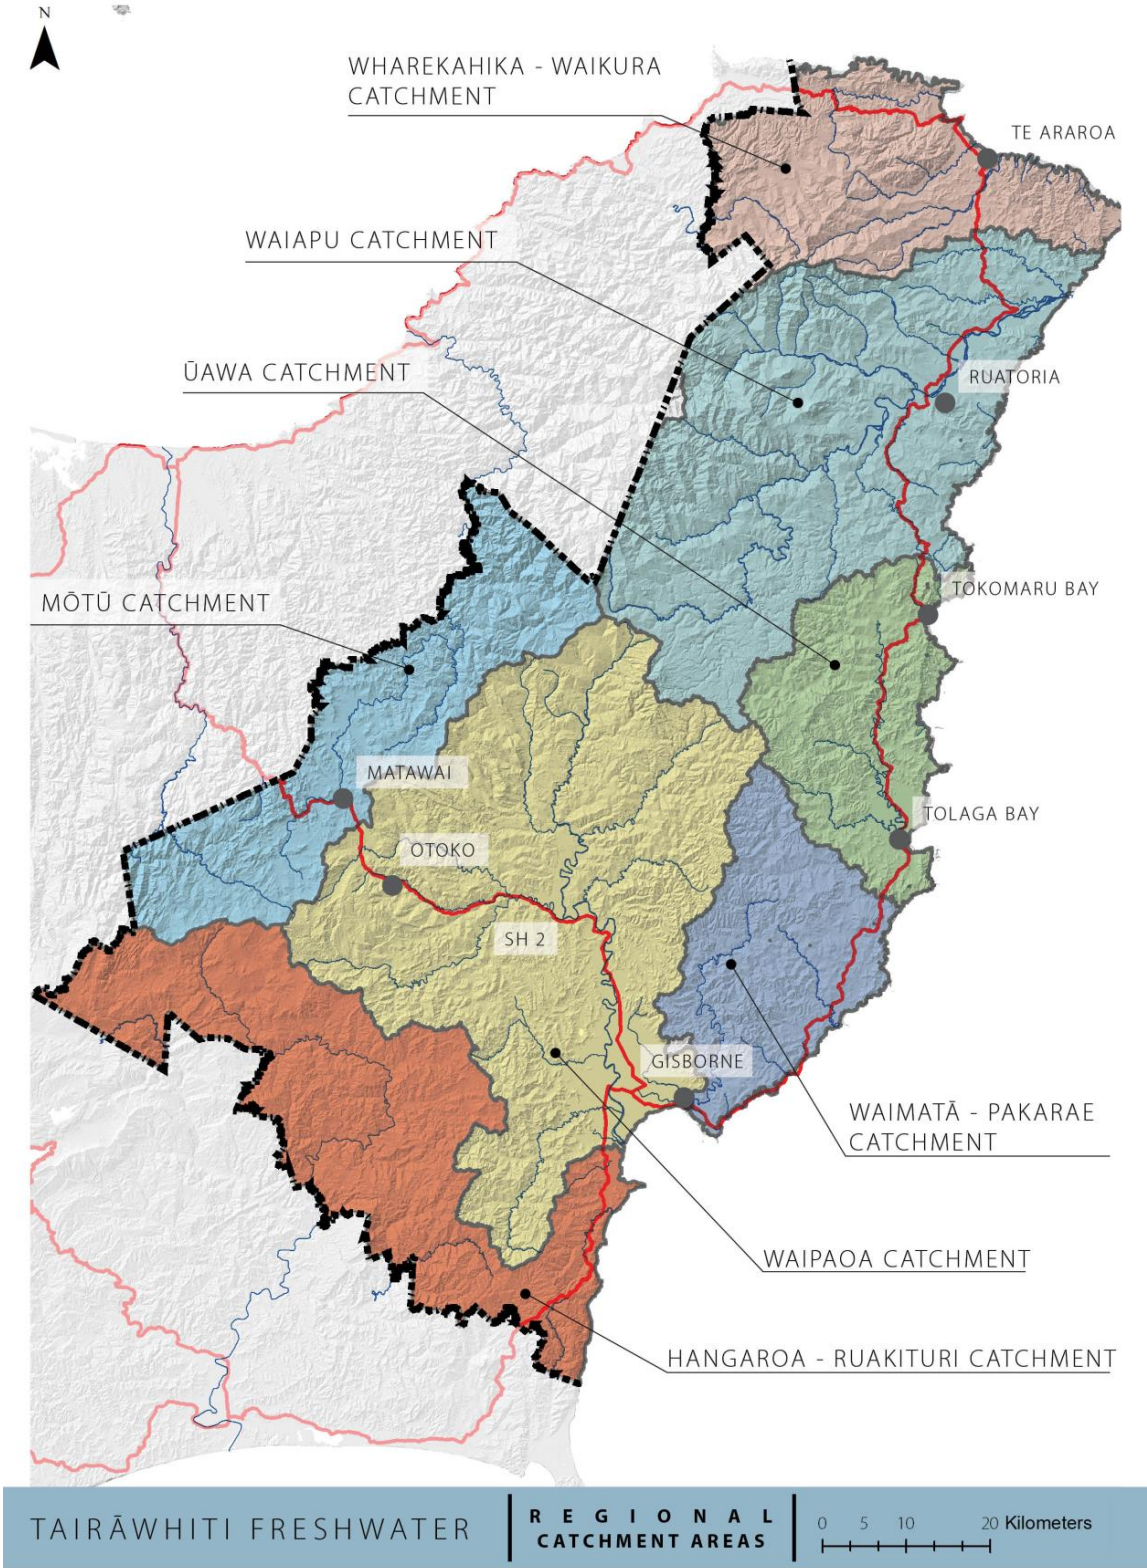 N
WHAREKAHIKA - WAIKURA
CATCHMENT
TE ARAROA
WAIAPU CATCHMENT
ŪAWA CATCHMENT
RUATORIA
TOKOMARU BAY
MŌTŪ CATCHMENT
MATAWAI
TOLAGA BAY
OTOKO
SH 2
GISBORNE
WAIMATĀ - PAKARAE
CATCHMENT
WAIPAOA CATCHMENT
HANGAROA - RUAKITURI CATCHMENT
TAIRĀWHITI FRESHWATER
REGIONAL
CATCHMENT AREAS
0 5 10 20 Kilometers